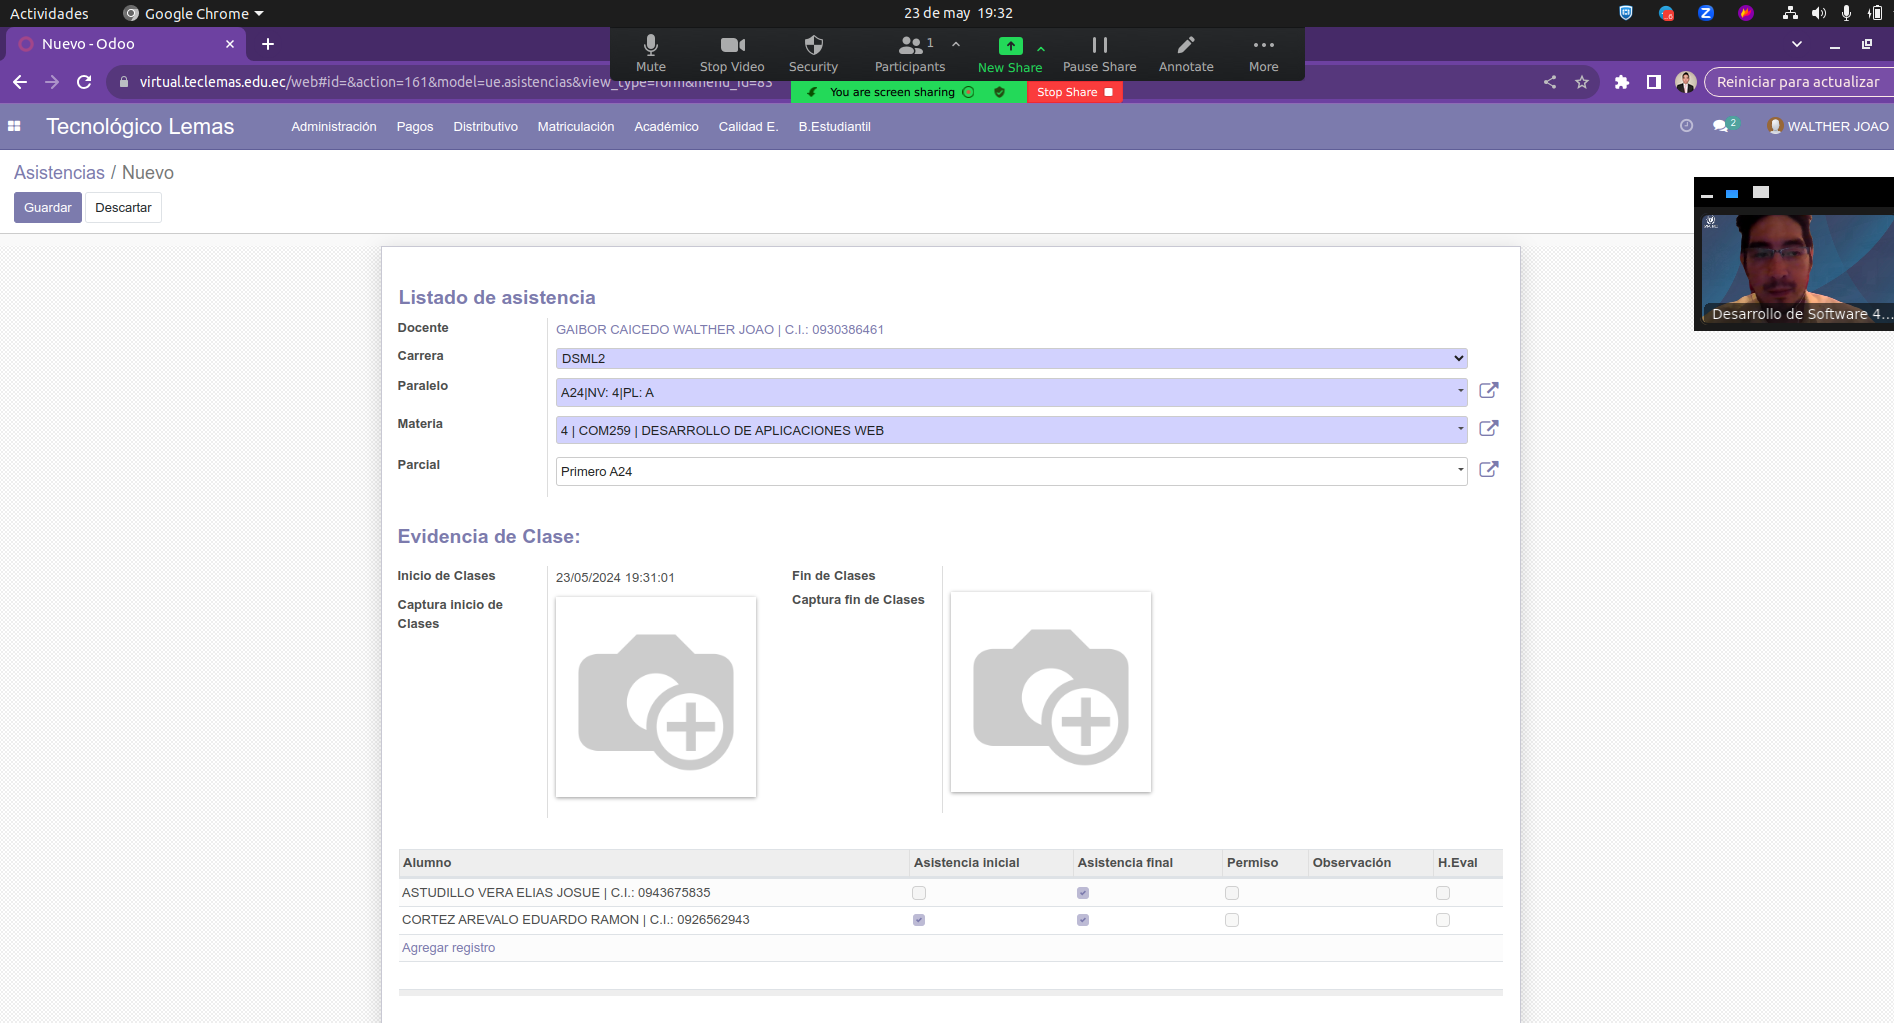 Actividades
Google Chrome
23 de may 19:32
Nuevo - Odoo
Mute
Stop Video
Security
1
Participants
New Share
Pause Share
Annotate
More
virtual.teclemas.edu.ec/web#id=&action=161&model=ue.asistencias&view_type=form&menu_id=83
Reiniciar para actualizar
You are screen sharing
Stop Share
Tecnológico Lemas
Administración
Pagos
Distributivo
Matriculación
Académico
Calidad E.
B.Estudiantil
2
WALTHER JOAO
Asistencias / Nuevo
Guardar
Descartar
Desarrollo de Software 4...
Listado de asistencia
Docente
GAIBOR CAICEDO WALTHER JOAO | C.I.: 0930386461
Carrera
DSML2
Paralelo
A24|NV: 4|PL: A
Materia
4 | COM259 | DESARROLLO DE APLICACIONES WEB
Parcial
Primero A24
Evidencia de Clase:
Inicio de Clases
23/05/2024 19:31:01
Fin de Clases
Captura inicio de
Clases
Captura fin de Clases
Alumno
Asistencia inicial
Asistencia final
Permiso
Observación
H.Eval
ASTUDILLO VERA ELIAS JOSUE | C.I.: 0943675835
CORTEZ AREVALO EDUARDO RAMON | C.I.: 0926562943
Agregar registro